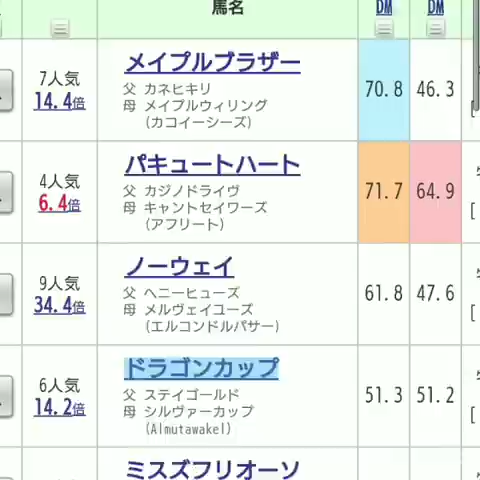 馬名
DM
DM
7人気
14.4倍
メイプルブラザー
父 カネヒキリ
母 メイプルウィリング
(カコイーシーズ)
70.8
46.3
4人気
6.4倍
パキュートハート
父 カジノドライヴ
母 キャントセイワーズ
(アフリート)
71.7
64.9
9人気
34.4倍
ノーウェイ
父 ヘニーヒューズ
母 メルヴェイユーズ
(エルコンドルパサー)
61.8
47.6
6人気
14.2倍
ドラゴンカップ
父 ステイゴールド
母 シルヴァーカップ
(Almutawakel)
51.3
51.2
ミスズフリオーソ